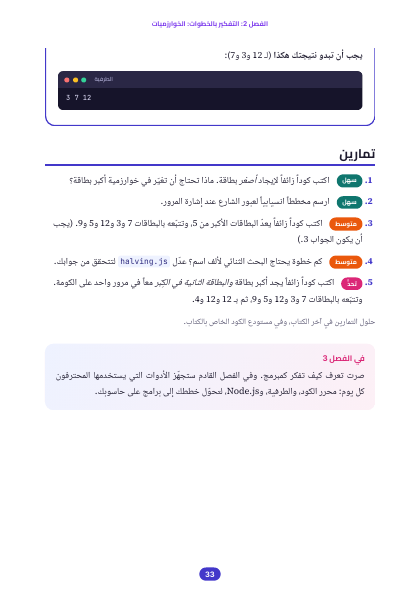 الفصل 2: التفكير بالخطوات: الخوارزميات
يجب أن تبدو نتيجتك هكذا (لـ 12 و3 و7):
الطرفية
3 7 12
تمارين
1. سهل اكتب كوداً زائفاً لإيجاد أصغر بطاقة. ماذا تحتاج أن تغيّر في خوارزمية أكبر بطاقة؟
2. سهل ارسم مخططاً انسيابياً لعبور الشارع عند إشارة المرور.
3. متوسط اكتب كوداً زائفاً يعدّ البطاقات الأكبر من 5، وتتبّعه بالبطاقات 7 و3 و12 و5 و9. (يجب
أن يكون الجواب 3.)
4. متوسط كم خطوة يحتاج البحث الثنائي لألف اسم؟ عدّل halving.js لتتحقق من جوابك.
5. تحدٍّ اكتب كوداً زائفاً يجد أكبر بطاقة والبطاقة الثانية في الكِبَر معاً في مرور واحد على الكومة.
وتتبّعه بالبطاقات 7 و3 و12 و5 و9، ثم بـ 12 و12 و4.
حلول التمارين في آخر الكتاب، وفي مستودع الكود الخاص بالكتاب.
في الفصل 3
صرت تعرف كيف تفكر كمبرمج. وفي الفصل القادم ستجهّز الأدوات التي يستخدمها المحترفون
كل يوم: محرر الكود، والطرفية، وNode.js، لتحوّل خططك إلى برامج على حاسوبك.
33